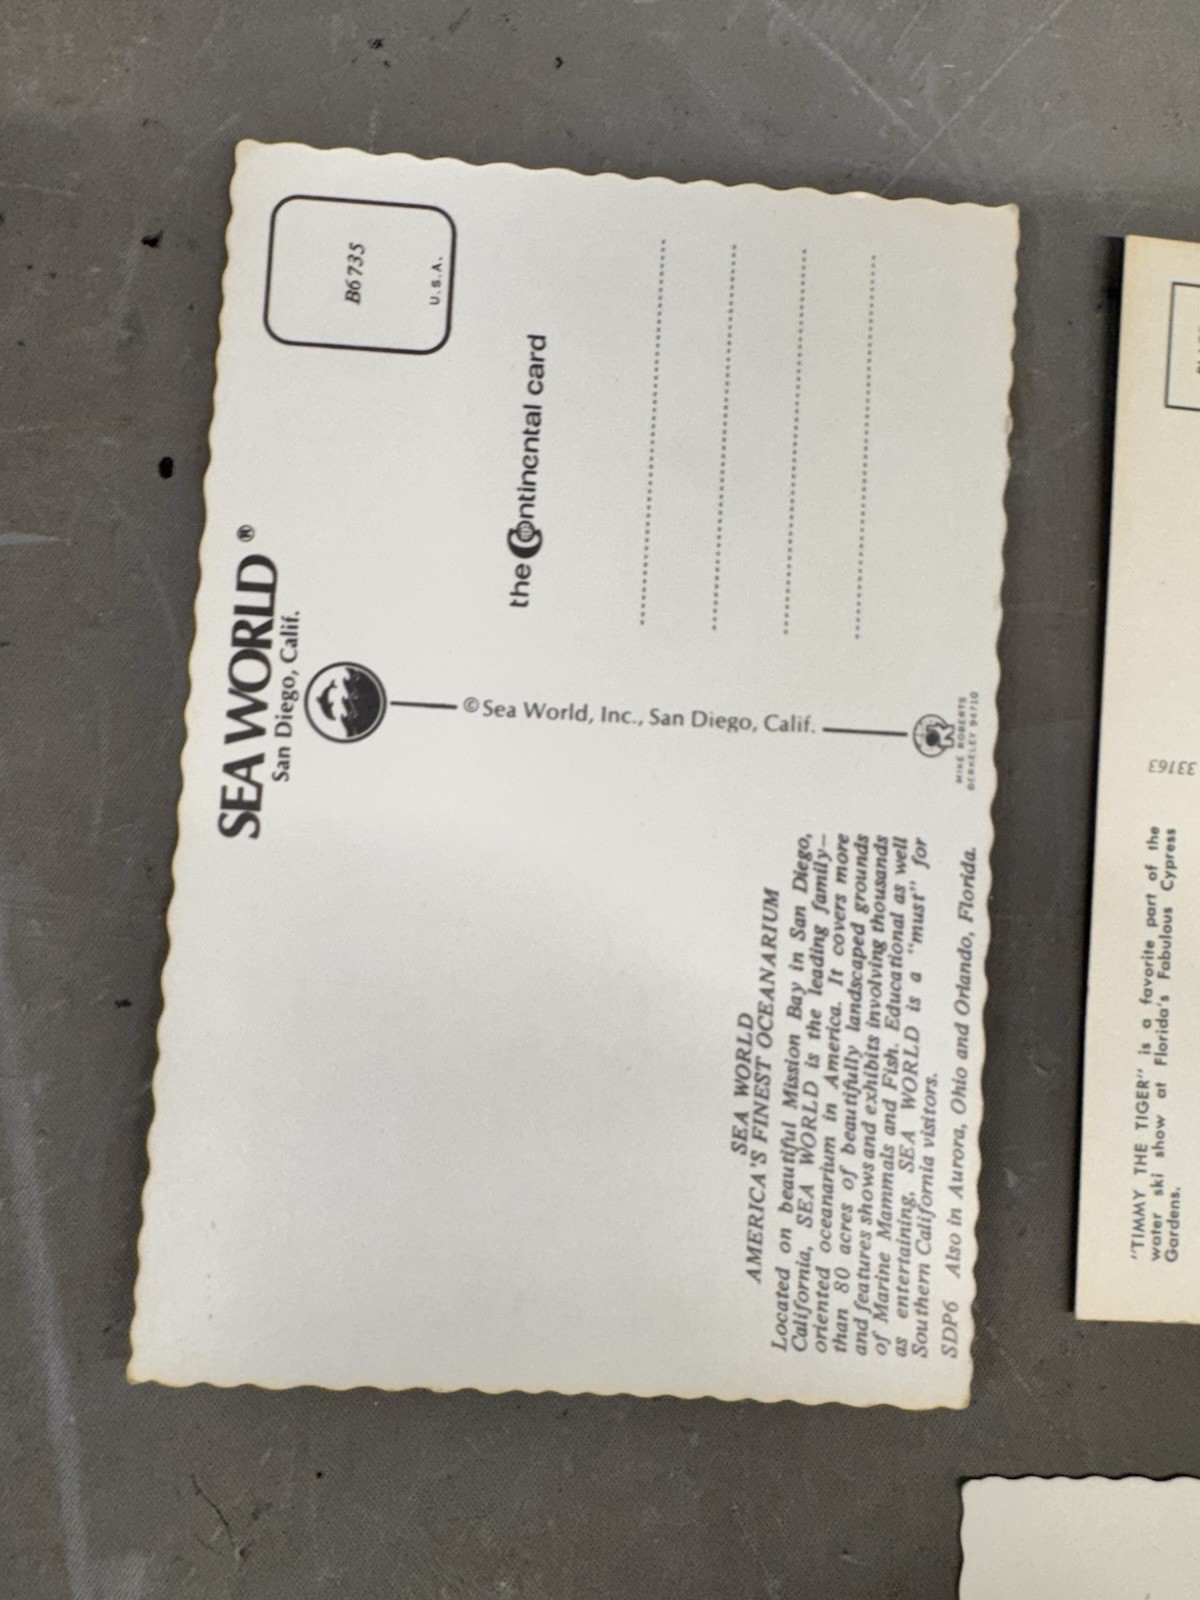 SEA WORLD ®
San Diego, Calif.
B6735
U.S.A.
the Continental card
© Sea World, Inc., San Diego, Calif.
MIKE ROBERTS
BERKELEY 94710
SEA WORLD
AMERICA'S FINEST OCEANARIUM
Located on beautiful Mission Bay in San Diego,
California, SEA WORLD is the leading family–
oriented oceanarium in America. It covers more
than 80 acres of beautifully landscaped grounds
and features shows and exhibits involving thousands
of Marine Mammals and Fish. Educational as well
as entertaining, SEA WORLD is a "must" for
Southern California visitors.
SDP6 Also in Aurora, Ohio and Orlando, Florida.
33163
"TIMMY THE TIGER" is a favorite part of the
water ski show at Florida's Fabulous Cypress
Gardens.